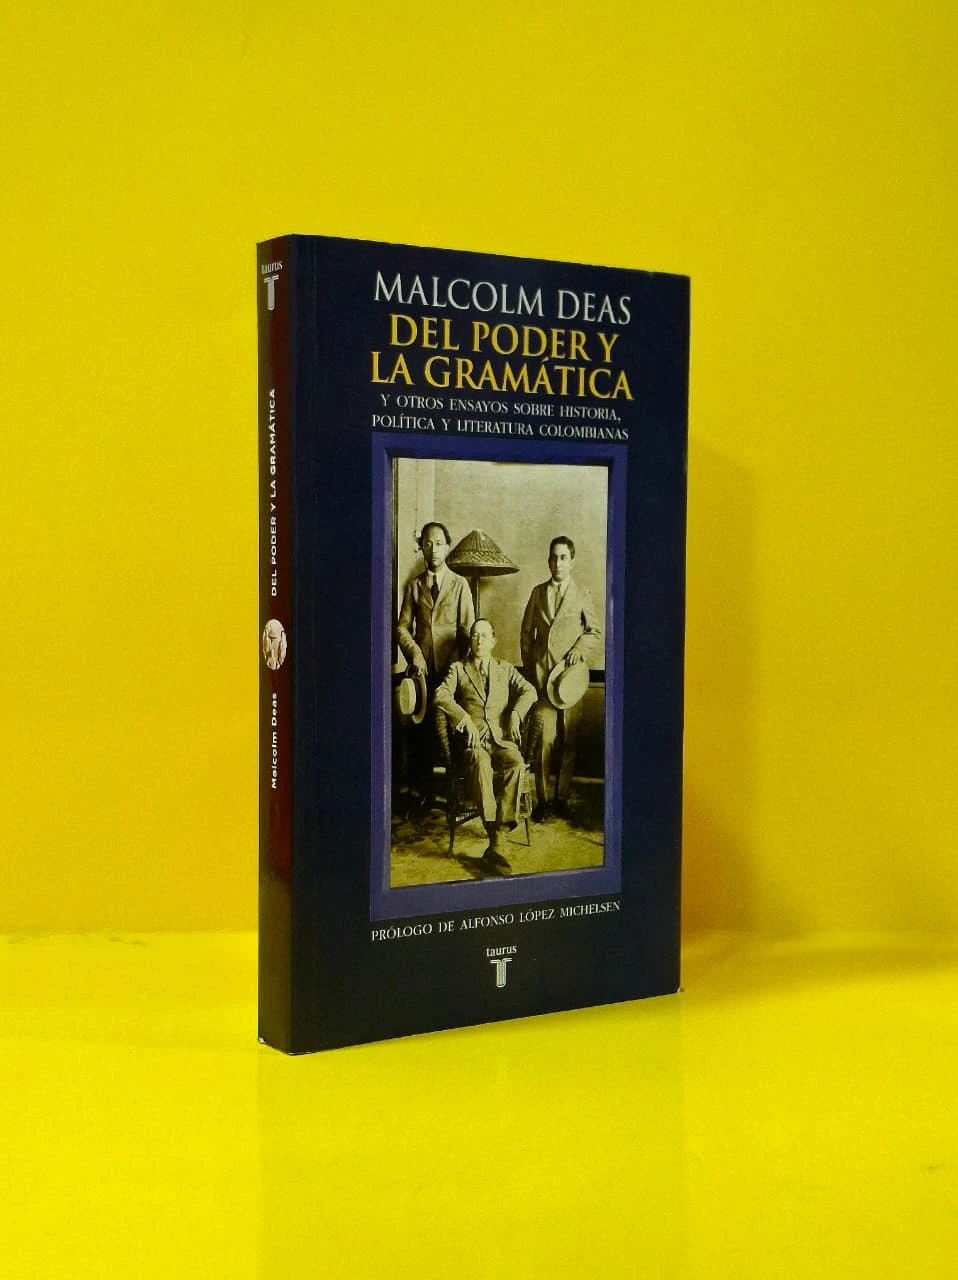 MALCOLM DEAS
DEL PODER Y
LA GRAMÁTICA
Y OTROS ENSAYOS SOBRE HISTORIA,
POLÍTICA Y LITERATURA COLOMBIANAS
PRÓLOGO DE ALFONSO LÓPEZ MICHELSEN
taurus
T
taurus
T
DEL PODER Y LA GRAMÁTICA
Malcolm Deas